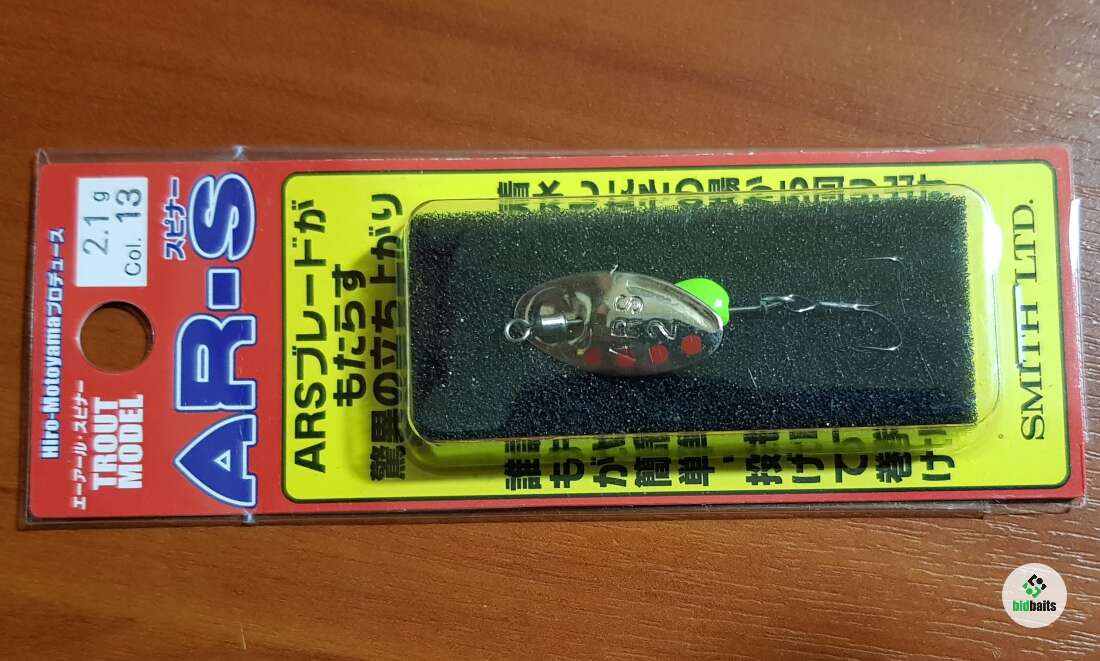 Hiro-Motoyamaプロデュース
2.1g
Col. 13
エーアール・スピナー
TROUT
MODEL
スピナー
AR-S
ARSブレードが
もたらす
驚異の立ち上がり
ARS
2
誰でも簡単・投げて巻け
SMITH LTD.
bidbaits